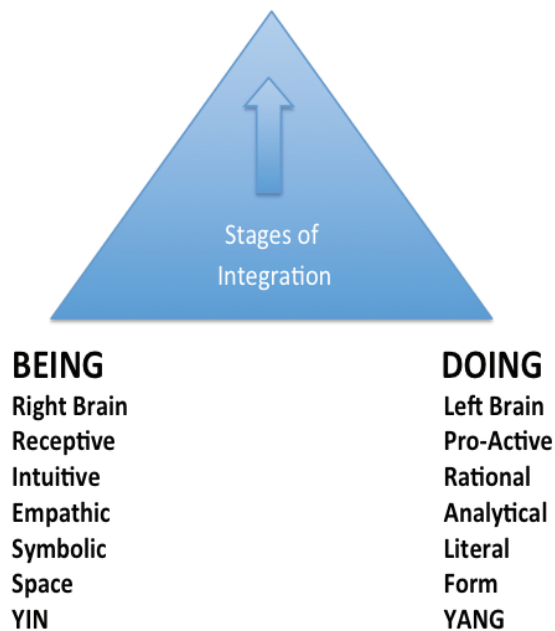 Stages of
Integration
BEING
Right Brain
Receptive
Intuitive
Empathic
Symbolic
Space
YIN
DOING
Left Brain
Pro-Active
Rational
Analytical
Literal
Form
YANG